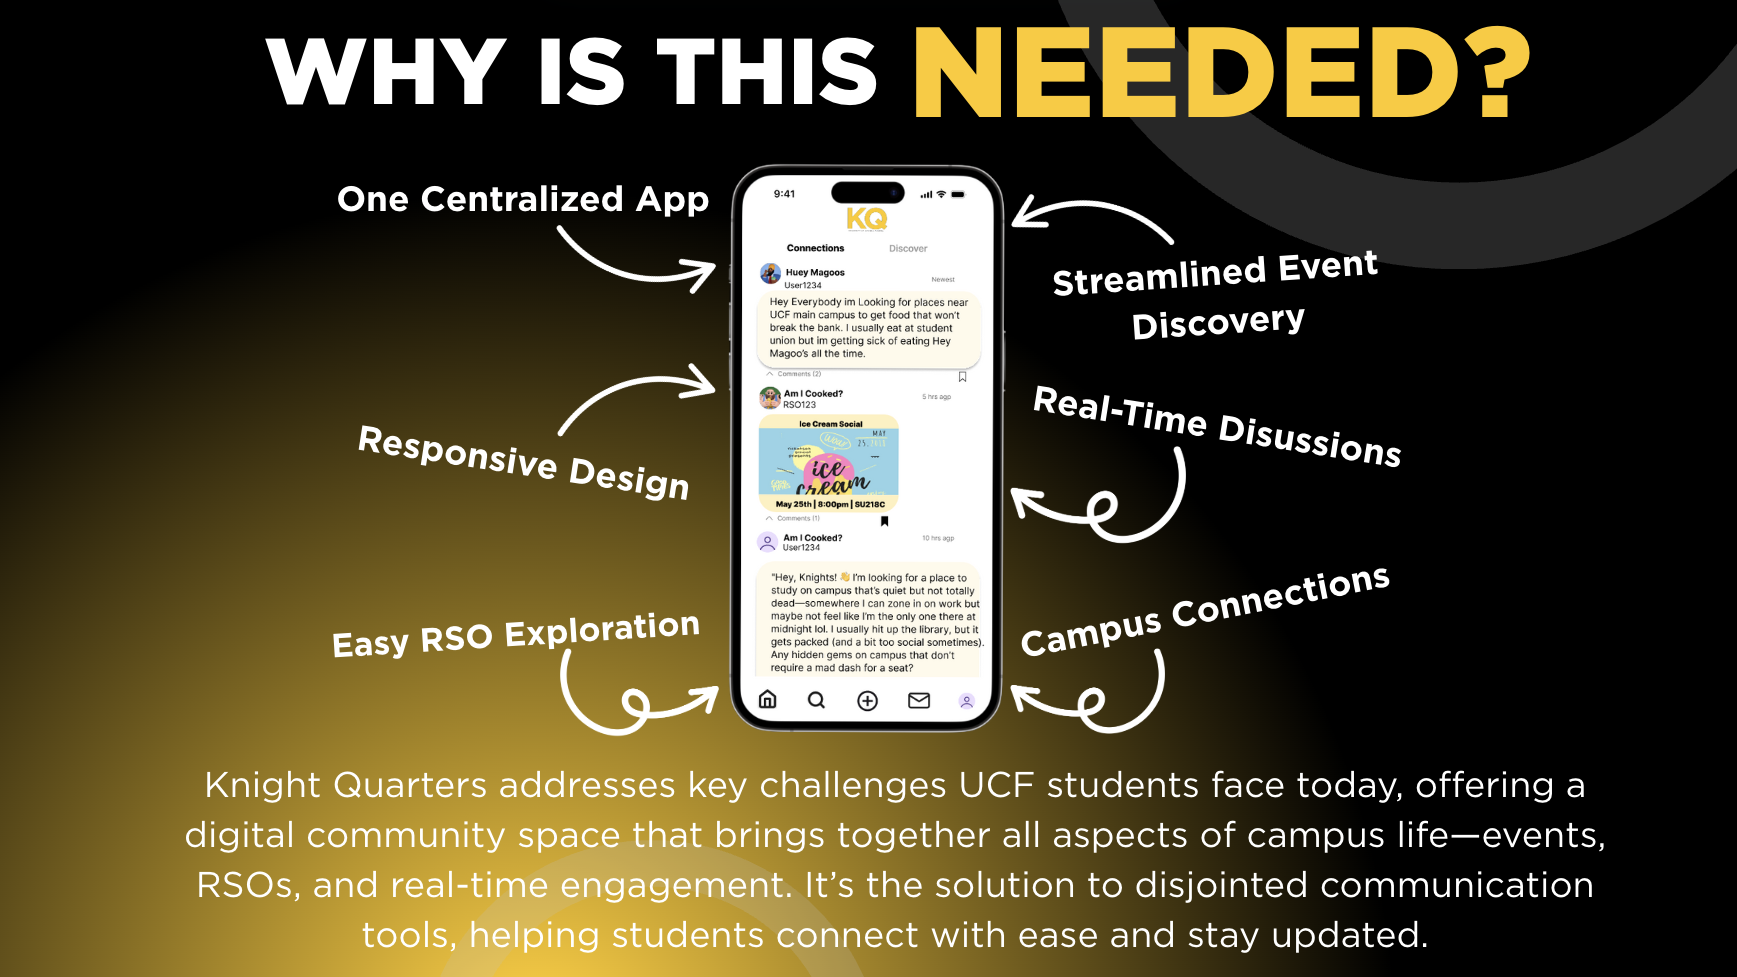 WHY IS THIS NEEDED?
One Centralized App
Responsive Design
Easy RSO Exploration
9:41
KQ
Connections Discover
Huey Magoos
User1234
Newest
Hey Everybody im Looking for places near
UCF main campus to get food that won't
break the bank. I usually eat at student
union but im getting sick of eating Hey
Magoo's all the time.
Comments (2)
Am I Cooked?
RSO123
5 hrs agp
Ice Cream Social
MAY
ice
cream
May 25th | 8:00pm | SU218C
Comments (1)
Am I Cooked?
User1234
10 hrs agp
"Hey, Knights! 👋 I'm looking for a place to
study on campus that's quiet but not totally
dead—somewhere I can zone in on work but
maybe not feel like I'm the only one there at
midnight lol. I usually hit up the library, but it
gets packed (and a bit too social sometimes).
Any hidden gems on campus that don't
require a mad dash for a seat?
Streamlined Event
Discovery
Real-Time Disussions
Campus Connections
Knight Quarters addresses key challenges UCF students face today, offering a
digital community space that brings together all aspects of campus life—events,
RSOs, and real-time engagement. It's the solution to disjointed communication
tools, helping students connect with ease and stay updated.